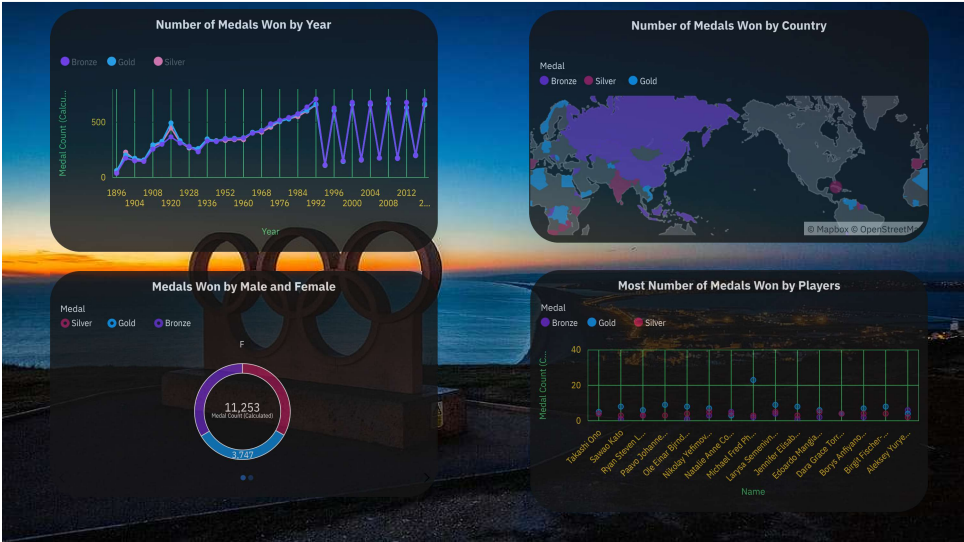 Number of Medals Won by Year
Bronze Gold Silver
Medal Count (Calcu...
500
0
1896 1908 1920 1928 1936 1952 1960 1968 1976 1984 1992 1996 2000 2004 2008 2012 2...
1904
Year
Number of Medals Won by Country
Medal
Bronze Silver Gold
© Mapbox © OpenStreetMa
Medals Won by Male and Female
Medal
Silver Gold Bronze
F
11,253
Medal Count (Calculated)
3,747
Most Number of Medals Won by Players
Medal
Bronze Gold Silver
Medal Count (C...
40
20
0
Takashi Ono
Sawao Kato
Ryan Steven L...
Paavo Johanne...
Ole Einar Bjrnd...
Nikolay Yefimov...
Natalie Anne Co...
Michael Fred Ph...
Larysa Semenivn...
Jennifer Elisab...
Edoardo Mangia...
Dara Grace Torr...
Borys Anfiyano...
Birgit Fischer-...
Aleksey Yurye...
Name